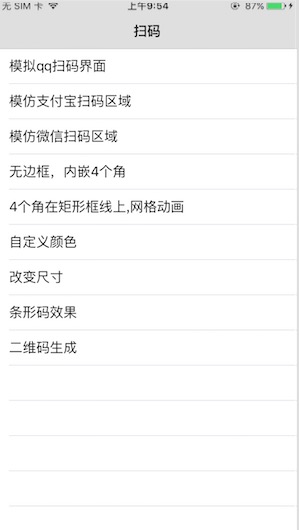 无 SIM 卡 上午9:54 87%
扫码
模拟qq扫码界面
模仿支付宝扫码区域
模仿微信扫码区域
无边框，内嵌4个角
4个角在矩形框线上,网格动画
自定义颜色
改变尺寸
条形码效果
二维码生成